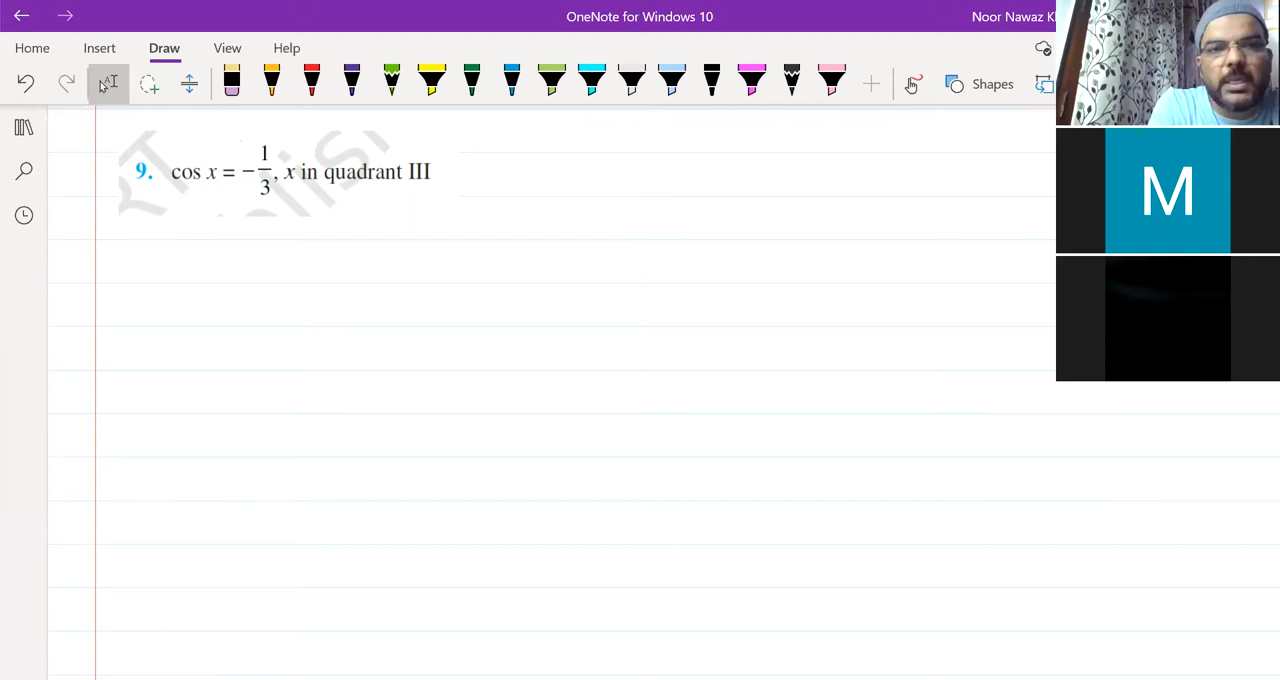 OneNote for Windows 10
Noor Nawaz
Home Insert Draw View Help
Shapes
9. cos x = −1/3, x in quadrant III
M